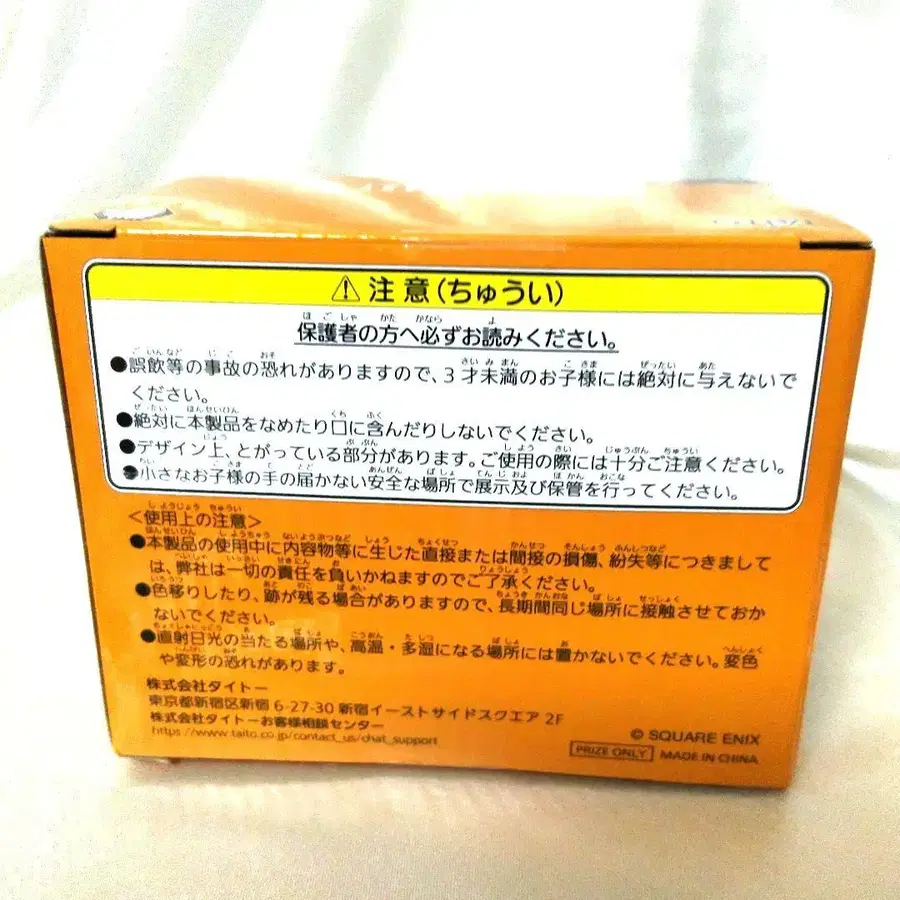 ⚠ 注意(ちゅうい)
保護者の方へ必ずお読みください。
●誤飲等の事故の恐れがありますので、3才未満のお子様には絶対に与えないで
ください。
●絶対に本製品をなめたり口に含んだりしないでください。
●デザイン上、とがっている部分があります。ご使用の際には十分ご注意ください。
●小さなお子様の手の届かない安全な場所で展示及び保管を行ってください。
<使用上の注意>
●本製品の使用中に内容物等に生じた直接または間接の損傷、紛失等につきまして
は、弊社は一切の責任を負いかねますのでご了承ください。
●色移りしたり、跡が残る場合がありますので、長期間同じ場所に接触させておか
ないでください。
●直射日光の当たる場所や、高温・多湿になる場所には置かないでください。変色
や変形の恐れがあります。
株式会社タイトー
東京都新宿区新宿 6-27-30 新宿イーストサイドスクエア 2F
株式会社タイトーお客様相談センター
https://www.taito.co.jp/contact_us/chat_support
© SQUARE ENIX
PRIZE ONLY MADE IN CHINA